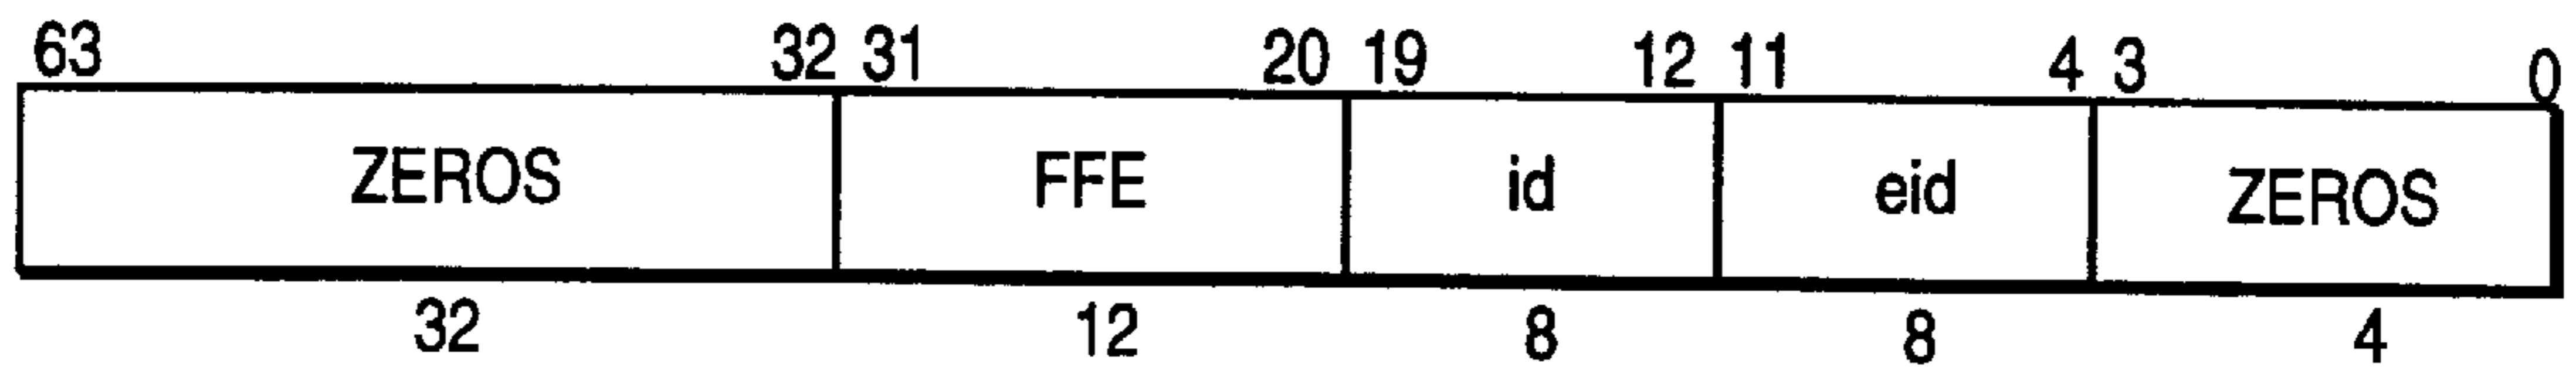 63 32 31 20 19 12 11 4 3 0
ZEROS FFE id eid ZEROS
32 12 8 8 4